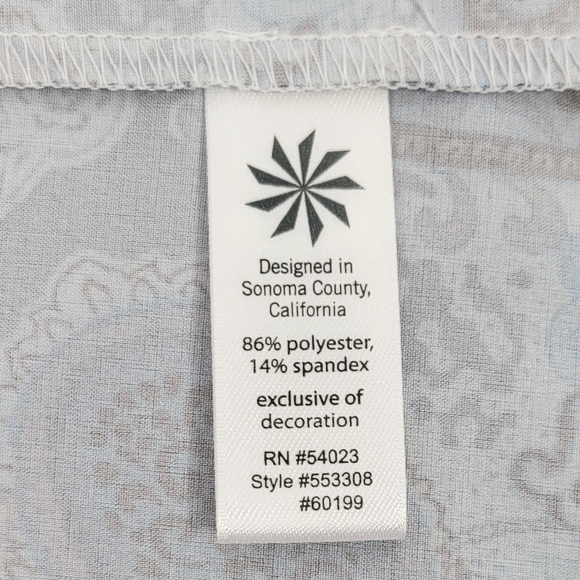 Designed in
Sonoma County,
California
86% polyester,
14% spandex
exclusive of
decoration
RN #54023
Style #553308
#60199